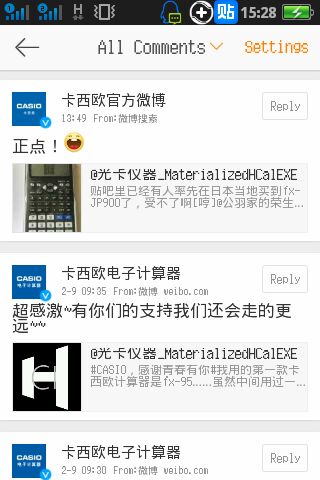 H 贴 15:28
All Comments Settings
CASIO
卡西欧
卡西欧官方微博
Reply
13:49 From:微博搜索
正点！
@光卡仪器_MaterializedHCalEXE
贴吧里已经有人率先在日本当地买到fx-
JP900了，受不了啊[哼]@公羽家的荣生...
CASIO
电子计算器
卡西欧电子计算器
Reply
2-9 09:35 From:微博 weibo.com
超感激~有你们的支持我们还会走的更
远~~
@光卡仪器_MaterializedHCalEXE
#CASIO，感谢青春有你#我用的第一款卡
西欧计算器是fx-95……虽然中间用过一...
CASIO
电子计算器
卡西欧电子计算器
Reply
2-9 09:30 From:微博 weibo.com